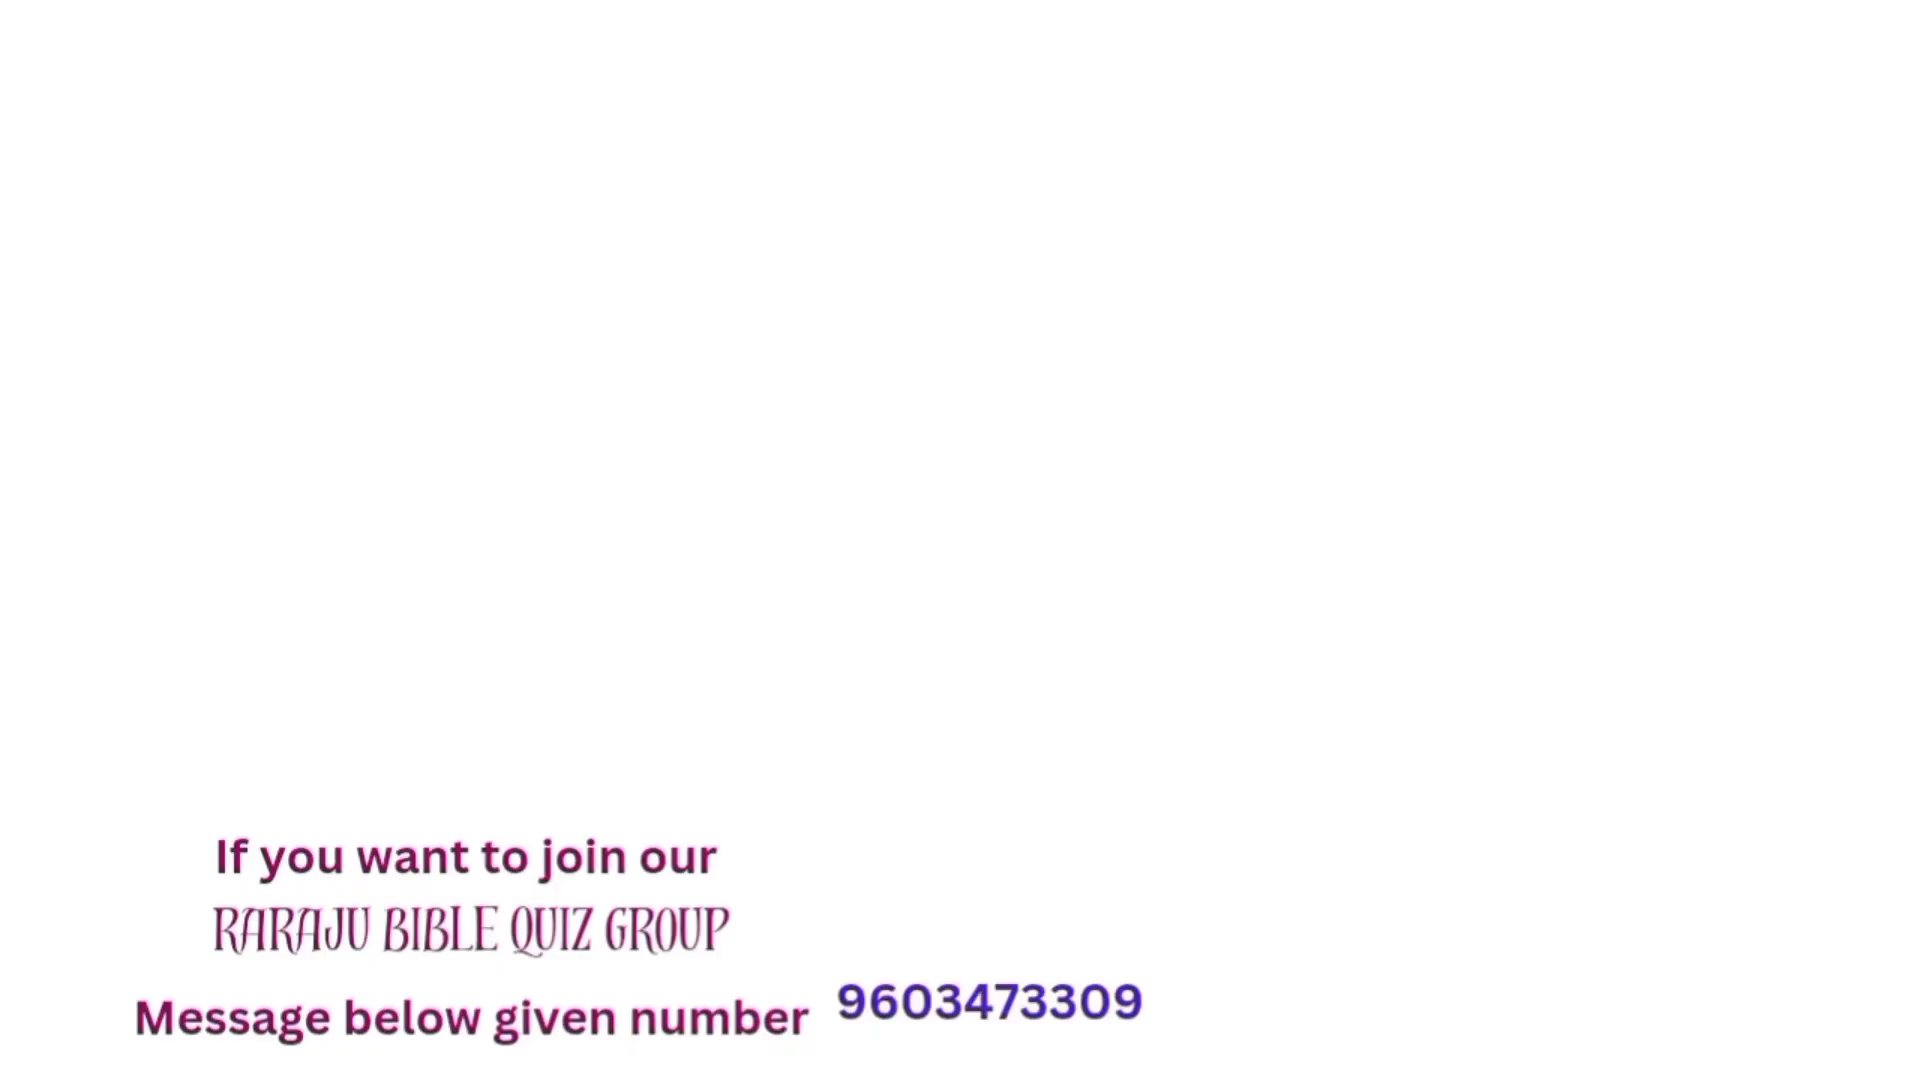 If you want to join our
RARAJU BIBLE QUIZ GROUP
Message below given number 9603473309